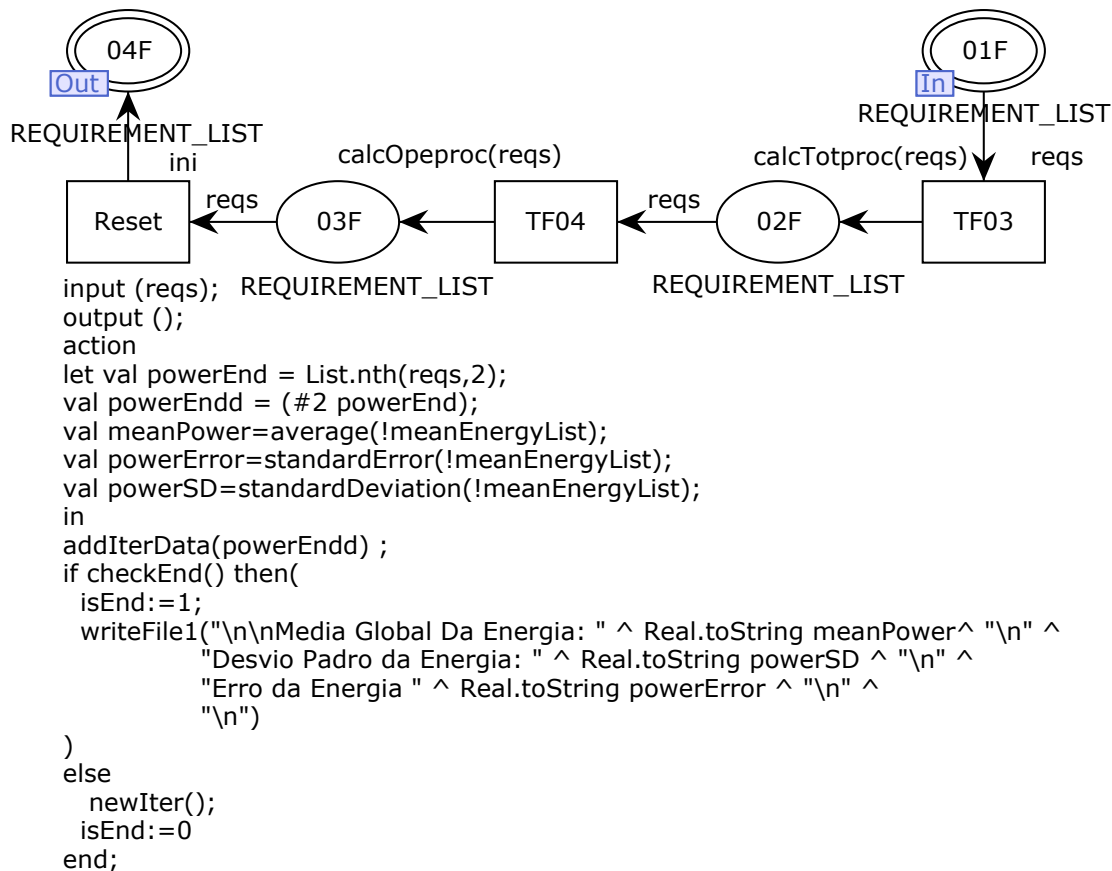 04F
01F
Out
In
REQUIREMENT_LIST
REQUIREMENT_LIST
ini
calcOpeproc(reqs)
calcTotproc(reqs)
reqs
reqs
reqs
Reset
03F
TF04
02F
TF03
REQUIREMENT_LIST
REQUIREMENT_LIST
input (reqs);
output ();
action
let val powerEnd = List.nth(reqs,2);
val powerEndd = (#2 powerEnd);
val meanPower=average(!meanEnergyList);
val powerError=standardError(!meanEnergyList);
val powerSD=standardDeviation(!meanEnergyList);
in
addIterData(powerEndd) ;
if checkEnd() then(
isEnd:=1;
writeFile1("\n\nMedia Global Da Energia: " ^ Real.toString meanPower^ "\n" ^
"Desvio Padro da Energia: " ^ Real.toString powerSD ^ "\n" ^
"Erro da Energia " ^ Real.toString powerError ^ "\n" ^
"\n")
)
else
newIter();
isEnd:=0
end;